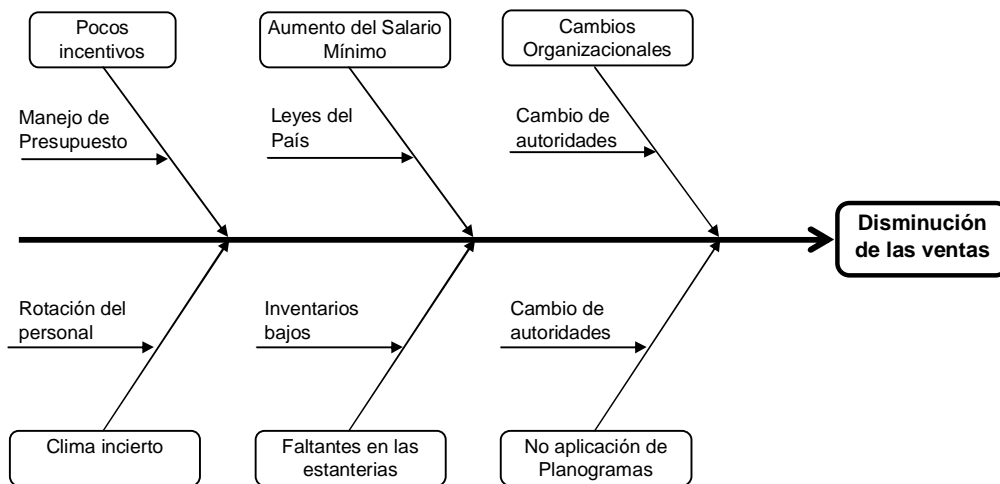 Pocos
incentivos
Aumento del Salario
Mínimo
Cambios
Organizacionales
Manejo de
Presupuesto
Leyes del
País
Cambio de
autoridades
Disminución
de las ventas
Rotación del
personal
Inventarios
bajos
Cambio de
autoridades
Clima incierto
Faltantes en las
estanterias
No aplicación de
Planogramas